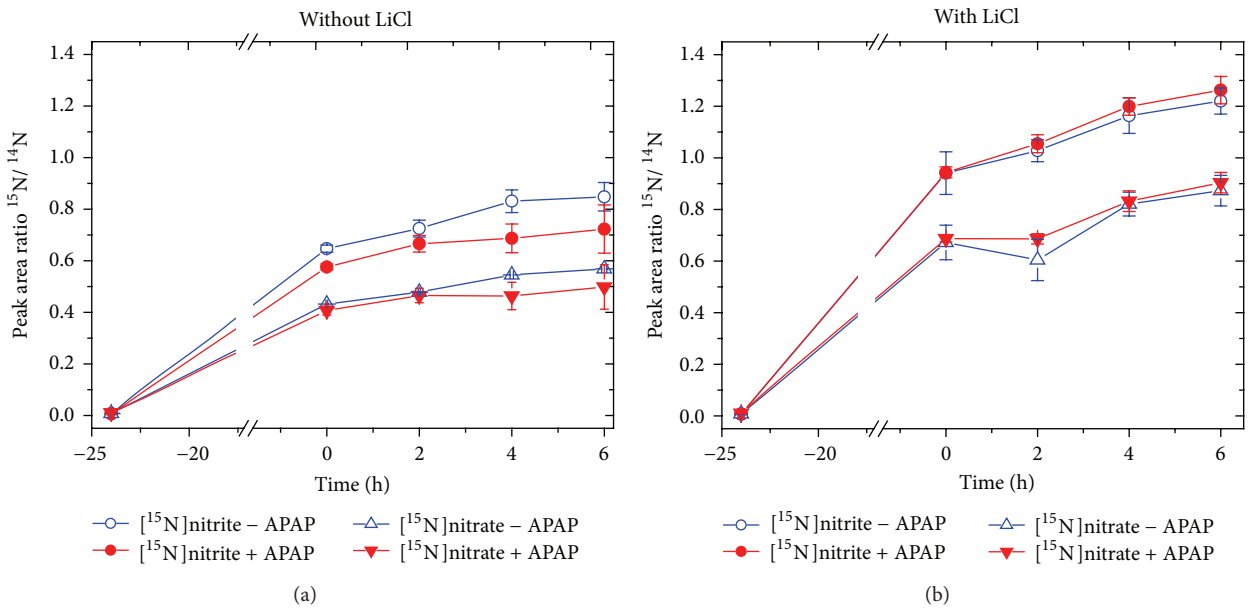 Without LiCl
1.4
1.2
1.0
0.8
0.6
0.4
0.2
0.0
Peak area ratio ¹⁵N/ ¹⁴N
−25 −20 0 2 4 6
Time (h)
[¹⁵N]nitrite − APAP [¹⁵N]nitrate − APAP
[¹⁵N]nitrite + APAP [¹⁵N]nitrate + APAP
(a)
With LiCl
1.4
1.2
1.0
0.8
0.6
0.4
0.2
0.0
Peak area ratio ¹⁵N/ ¹⁴N
−25 −20 0 2 4 6
Time (h)
[¹⁵N]nitrite − APAP [¹⁵N]nitrate − APAP
[¹⁵N]nitrite + APAP [¹⁵N]nitrate + APAP
(b)